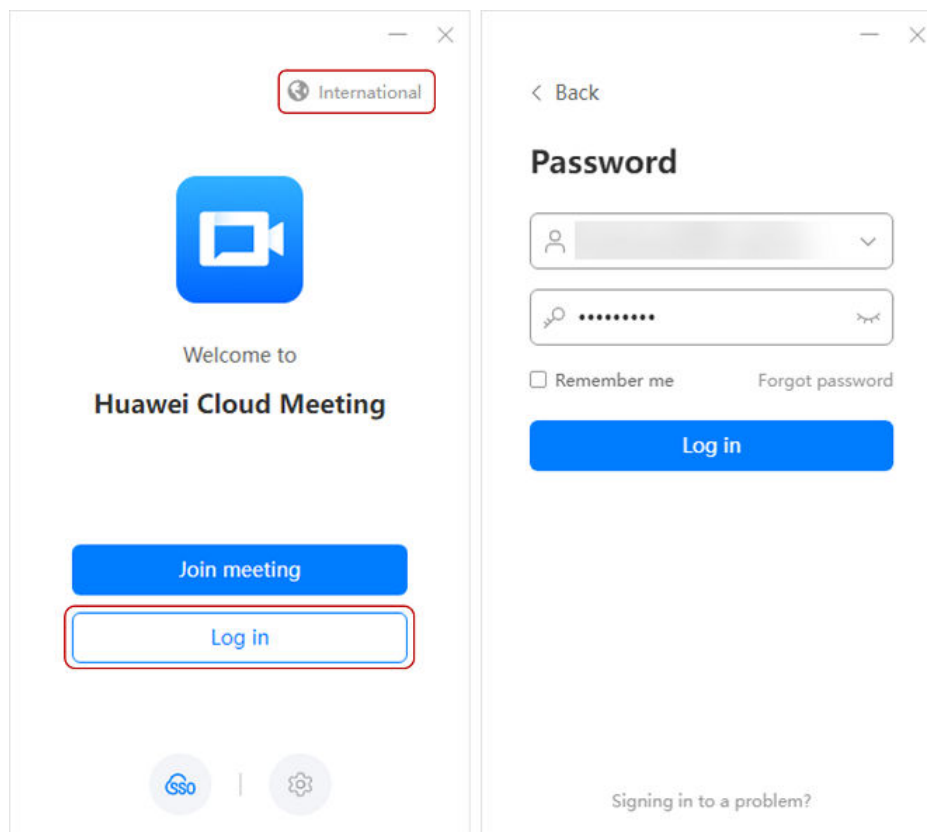 International
Welcome to
Huawei Cloud Meeting
Join meeting
Log in
SSO
Back
Password
•••••••••
Remember me
Forgot password
Log in
Signing in to a problem?